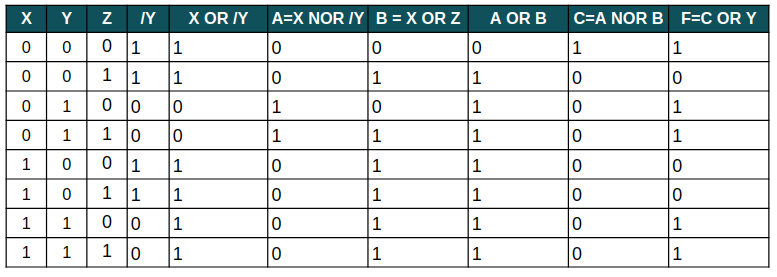 X Y Z /Y X OR /Y A=X NOR /Y B = X OR Z A OR B C=A NOR B F=C OR Y
0 0 0 1 1 0 0 0 1 1
0 0 1 1 1 0 1 1 0 0
0 1 0 0 0 1 0 1 0 1
0 1 1 0 0 1 1 1 0 1
1 0 0 1 1 0 1 1 0 0
1 0 1 1 1 0 1 1 0 0
1 1 0 0 1 0 1 1 0 1
1 1 1 0 1 0 1 1 0 1